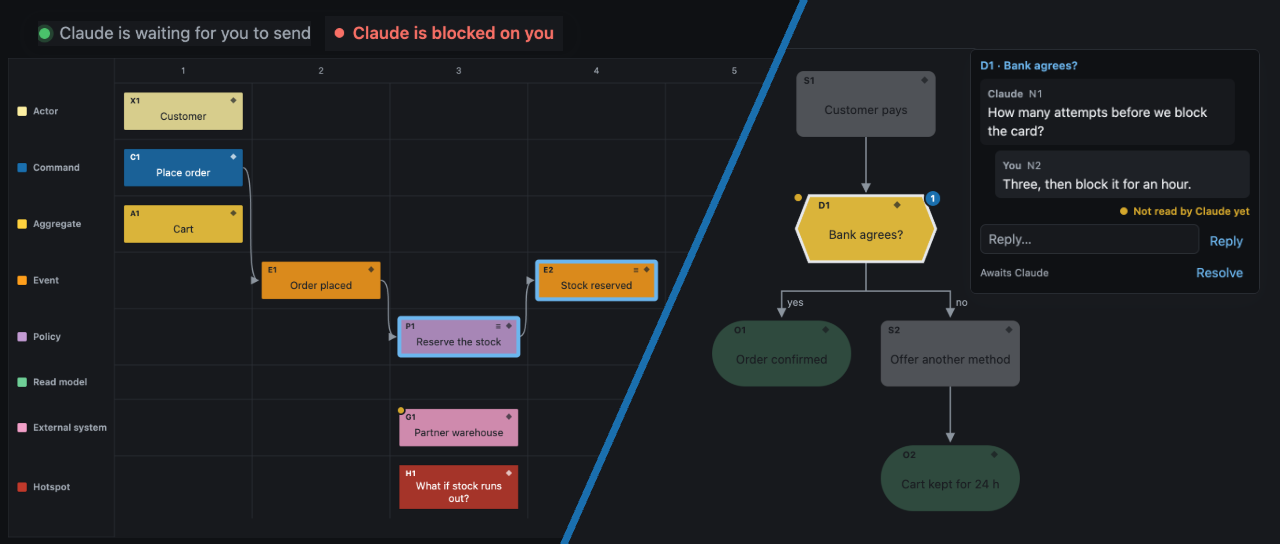 Claude is waiting for you to send
Claude is blocked on you
1
2
3
4
5
Actor
Command
Aggregate
Event
Policy
Read model
External system
Hotspot
X1
Customer
C1
Place order
A1
Cart
E1
Order placed
E2
Stock reserved
P1
Reserve the stock
G1
Partner warehouse
H1
What if stock runs
out?
S1
Customer pays
D1
1
Bank agrees?
yes
no
O1
Order confirmed
S2
Offer another method
O2
Cart kept for 24 h
D1 · Bank agrees?
Claude N1
How many attempts before we block
the card?
You N2
Three, then block it for an hour.
Not read by Claude yet
Reply...
Reply
Awaits Claude
Resolve